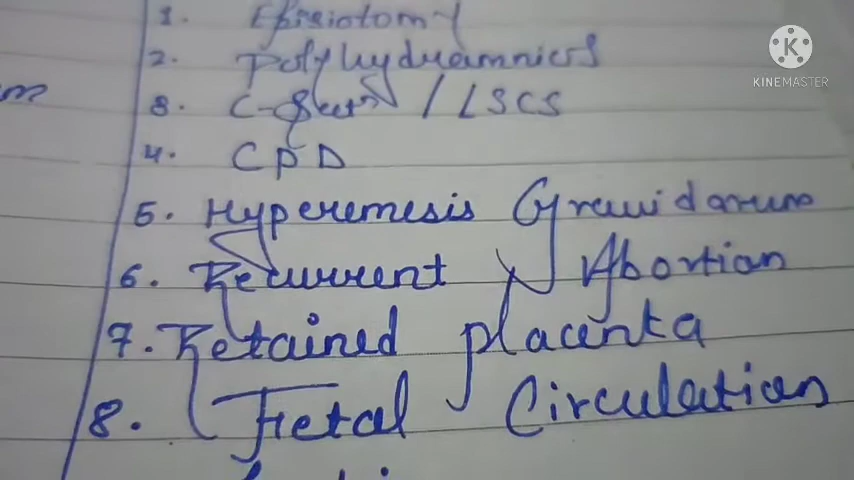 1. Episiotomy
2. Polyhydramnios
3. C-Section / LSCS
4. CPD
m
5. Hyperemesis Gravidarum
6. Recurrent Abortion
7. Retained placenta
8. Fetal Circulation
K
KINEMASTER